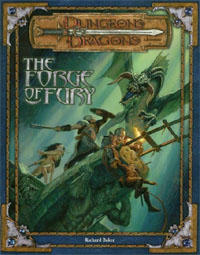 DUNGEONS
DRAGONS
THE
FORGE
OF FURY
Richard Baker